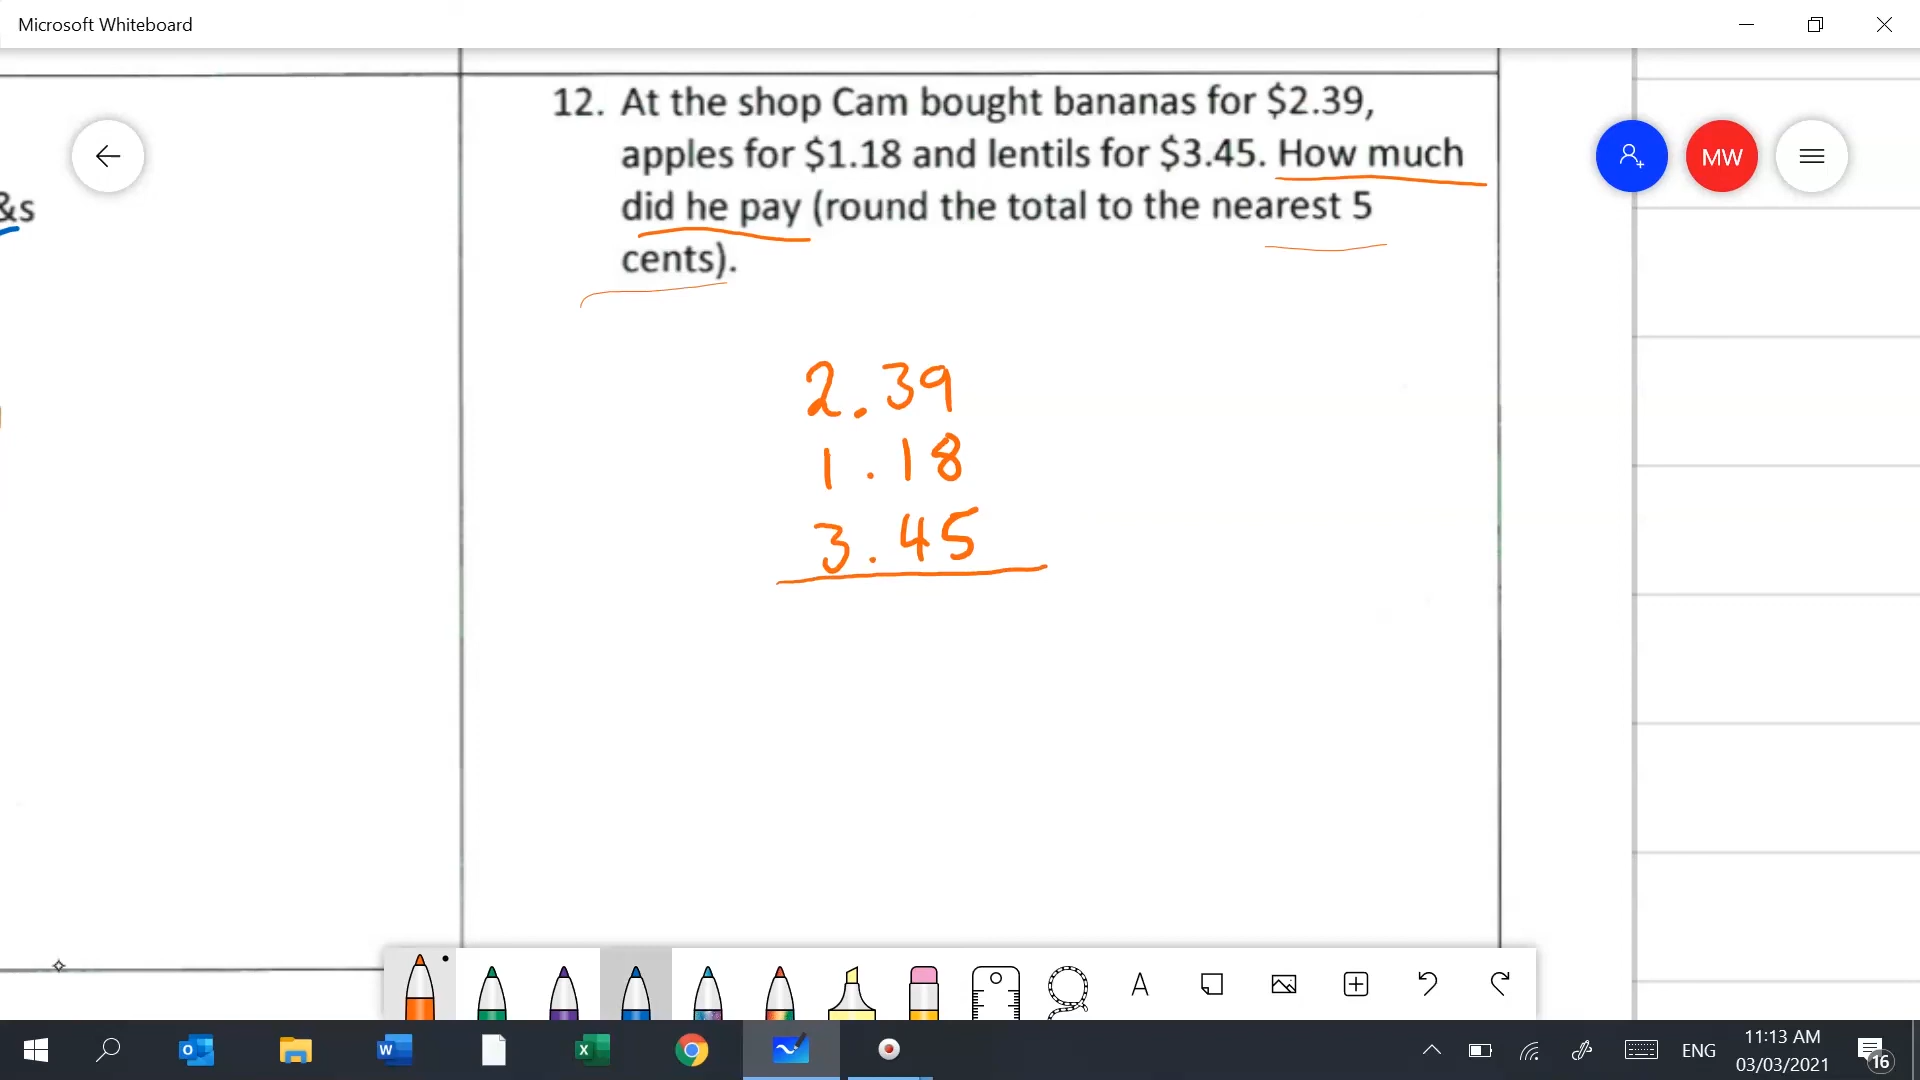 Microsoft Whiteboard
12. At the shop Cam bought bananas for $2.39,
apples for $1.18 and lentils for $3.45. How much
did he pay (round the total to the nearest 5
cents).
&s
MW
2.39
1.18
3.45
A
ENG
11:13 AM
03/03/2021
16